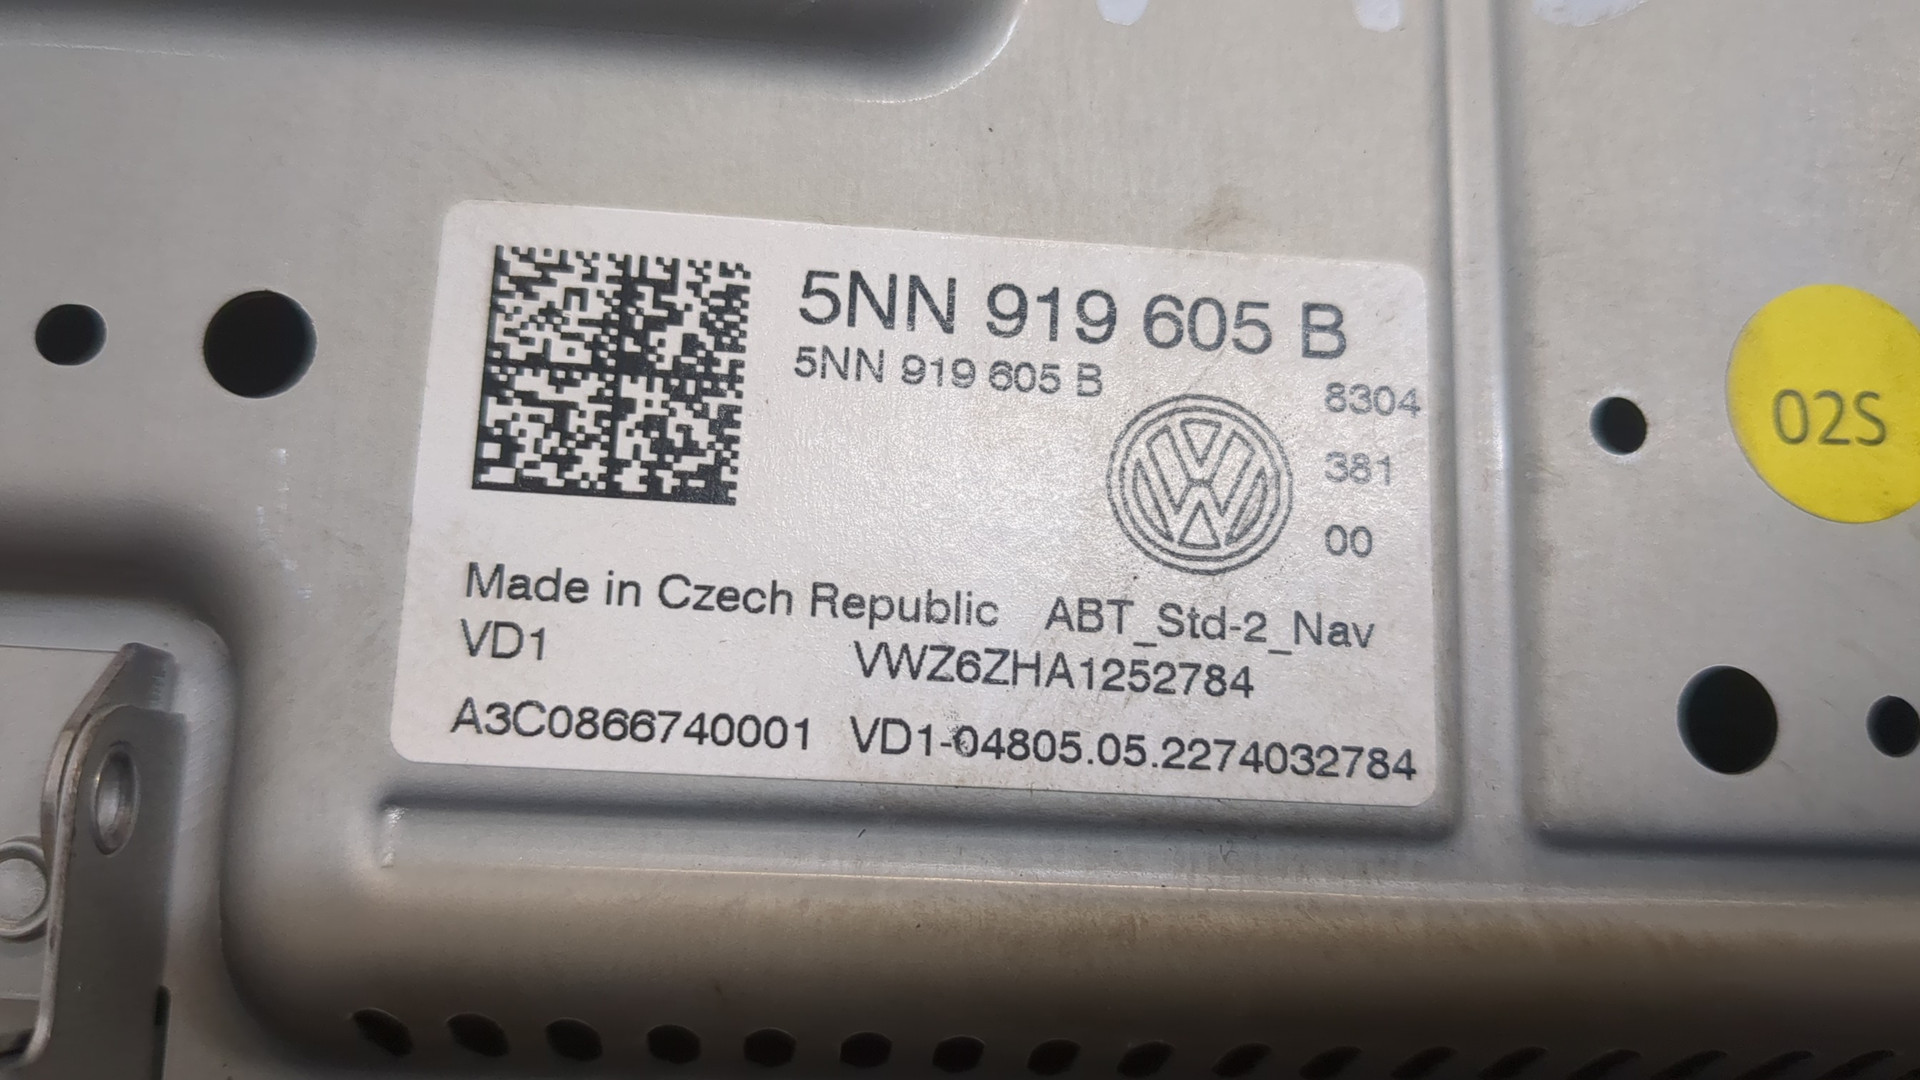 5NN 919 605 B
5NN 919 605 B
8304
381
00
Made in Czech Republic ABT_Std-2_Nav
VD1 VWZ6ZHA1252784
A3C0866740001 VD1-04805.05.2274032784
02S